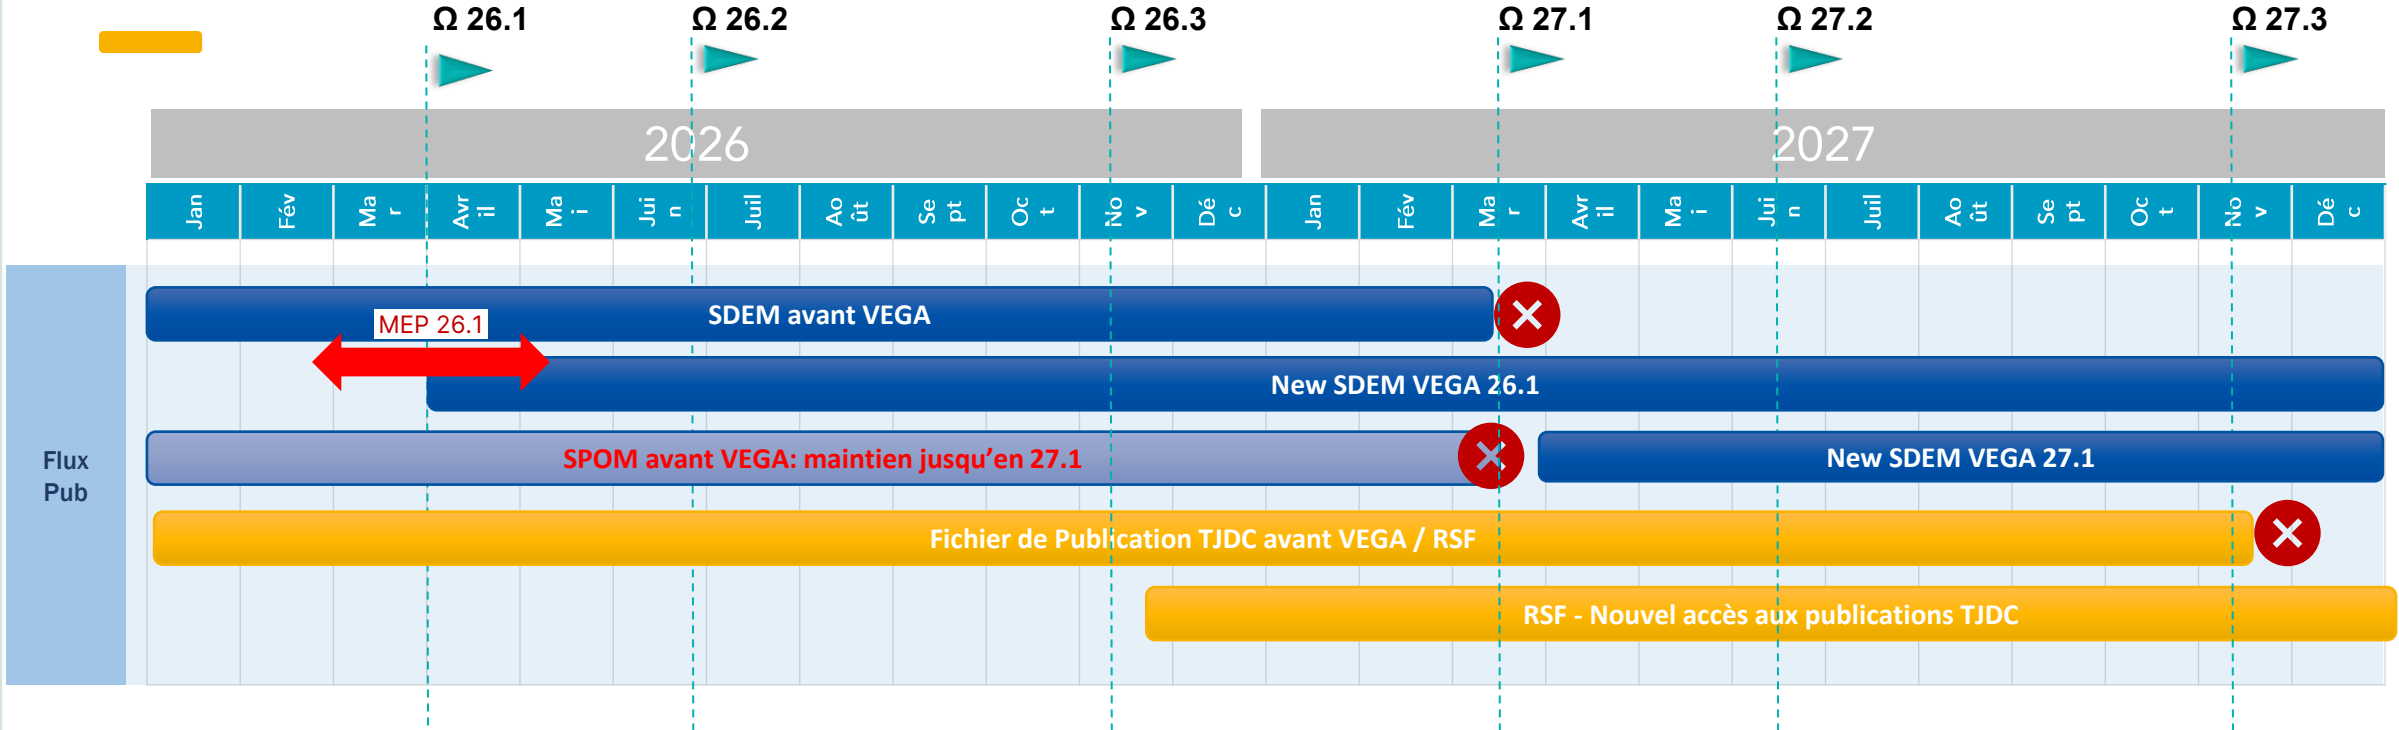 Ω 26.1
Ω 26.2
Ω 26.3
Ω 27.1
Ω 27.2
Ω 27.3
2026
2027
Jan
Fév
Ma
r
Avr
il
Ma
i
Jui
n
Juil
Ao
ût
Se
pt
Oc
t
No
v
Dé
c
Jan
Fév
Ma
r
Avr
il
Ma
i
Jui
n
Juil
Ao
ût
Se
pt
Oc
t
No
v
Dé
c
SDEM avant VEGA
MEP 26.1
New SDEM VEGA 26.1
Flux
Pub
SPOM avant VEGA: maintien jusqu’en 27.1
New SDEM VEGA 27.1
Fichier de Publication TJDC avant VEGA / RSF
RSF - Nouvel accès aux publications TJDC